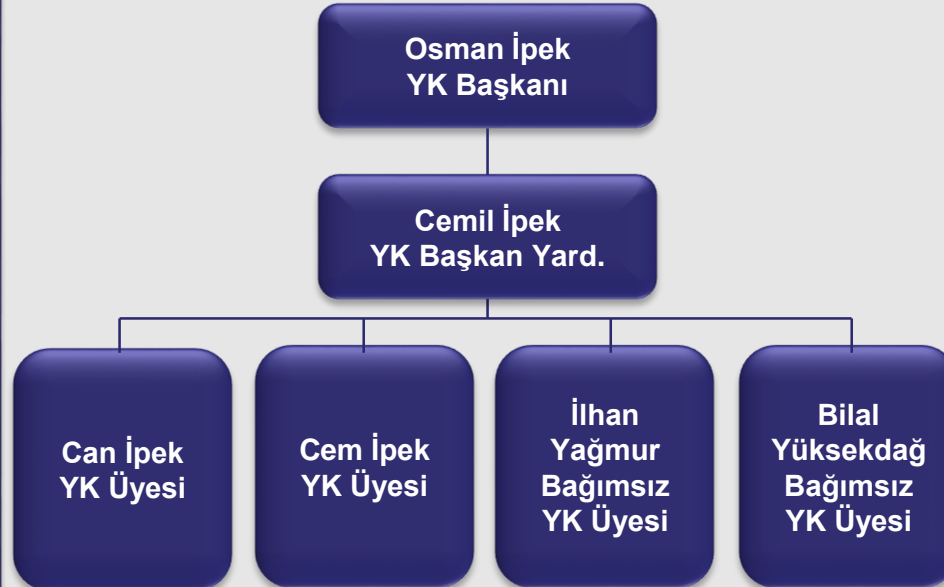 Osman İpek
YK Başkanı
Cemil İpek
YK Başkan Yard.
Can İpek
YK Üyesi
Cem İpek
YK Üyesi
İlhan
Yağmur
Bağımsız
YK Üyesi
Bilal
Yüksekdağ
Bağımsız
YK Üyesi